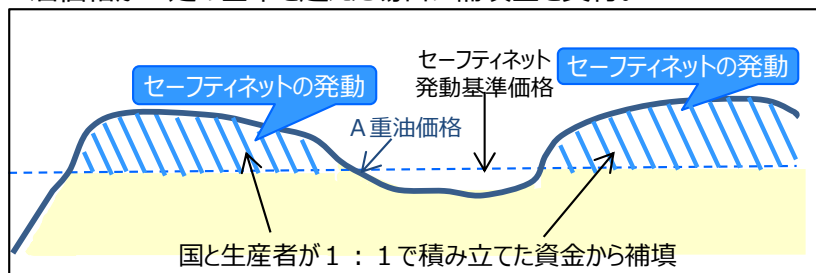 セーフティネットの発動
セーフティネット
発動基準価格
セーフティネットの発動
A重油価格
国と生産者が1：1で積み立てた資金から補填